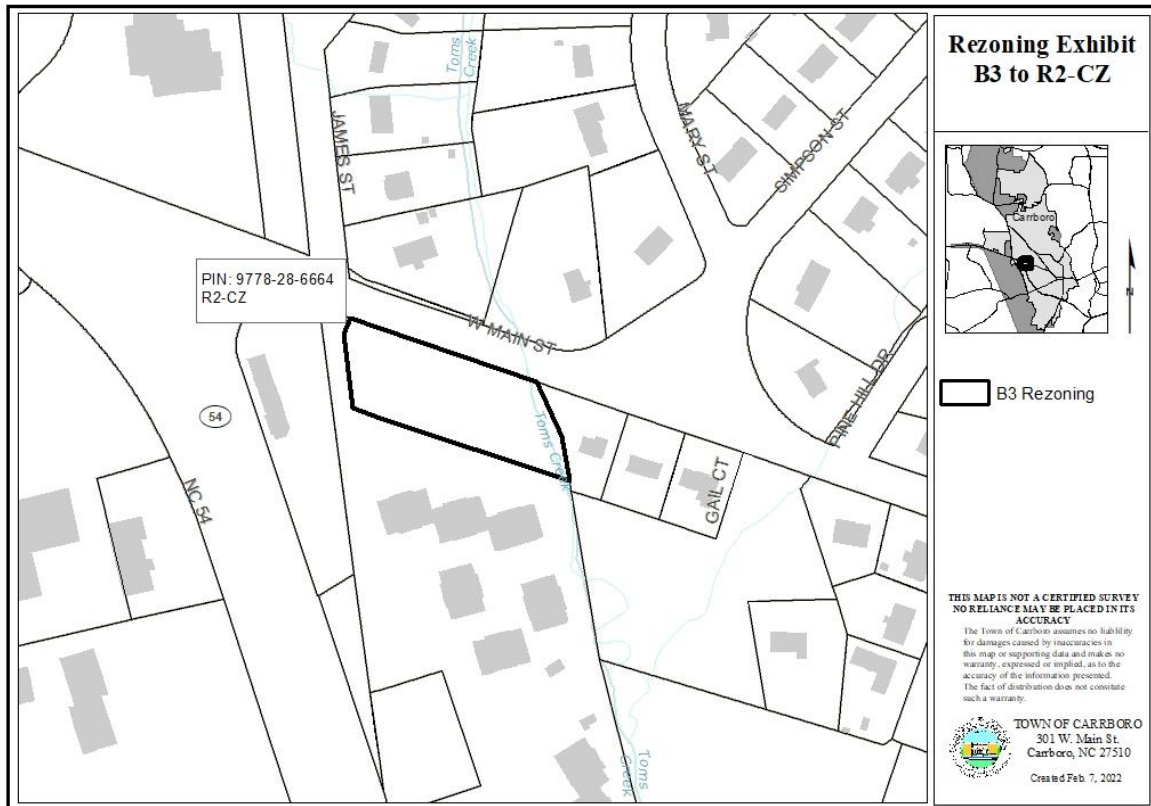 Rezoning Exhibit
B3 to R2-CZ
Carrboro
N
B3 Rezoning
THIS MAP IS NOT A CERTIFIED SURVEY
NO RELIANCE MAY BE PLACED IN ITS
ACCURACY
The Town of Carrboro assumes no liablility
for damages caused by inaccuracies in
this map or supporting data and makes no
warranty, expressed or implied, as to the
accuracy of the information presented.
The fact of distribution does not constitute
such a warranty.
TOWN OF CARRBORO
301 W. Main St.
Carrboro, NC 27510
Created Feb. 7, 2022
Toms
Creek
JAMES ST
MARY ST
SIMPSON ST
PIN: 9778-28-6664
R2-CZ
W MAIN ST
PINE HILL DR
54
Toms Creek
GAIL CT
NC 54
Toms
Creek